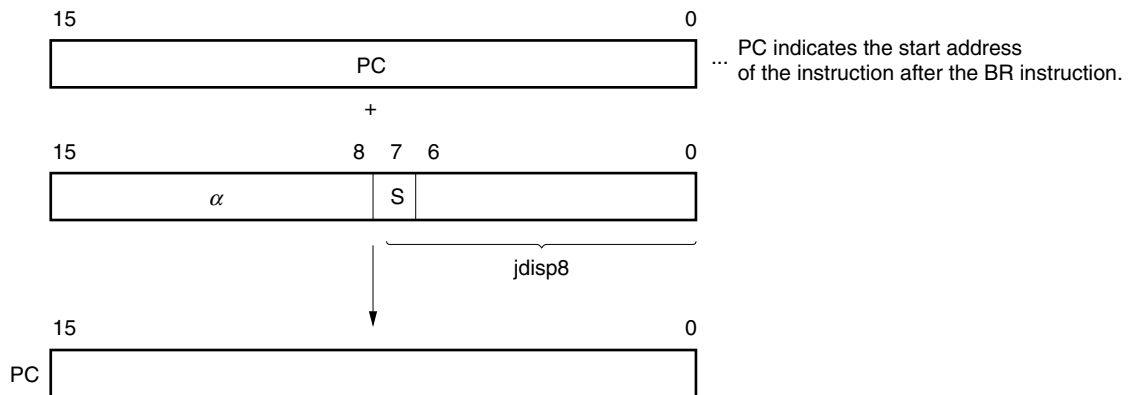 15 0
PC
... PC indicates the start address
of the instruction after the BR instruction.
+
15 8 7 6 0
α S
jdisp8
15 0
PC